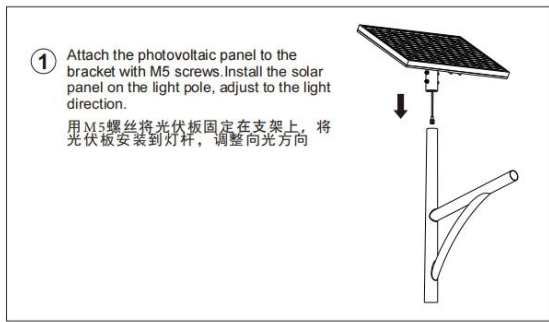 1
Attach the photovoltaic panel to the
bracket with M5 screws.Install the solar
panel on the light pole, adjust to the light
direction.
用M5螺丝将光伏板固定在支架上，将
光伏板安装到灯杆，调整向光方向